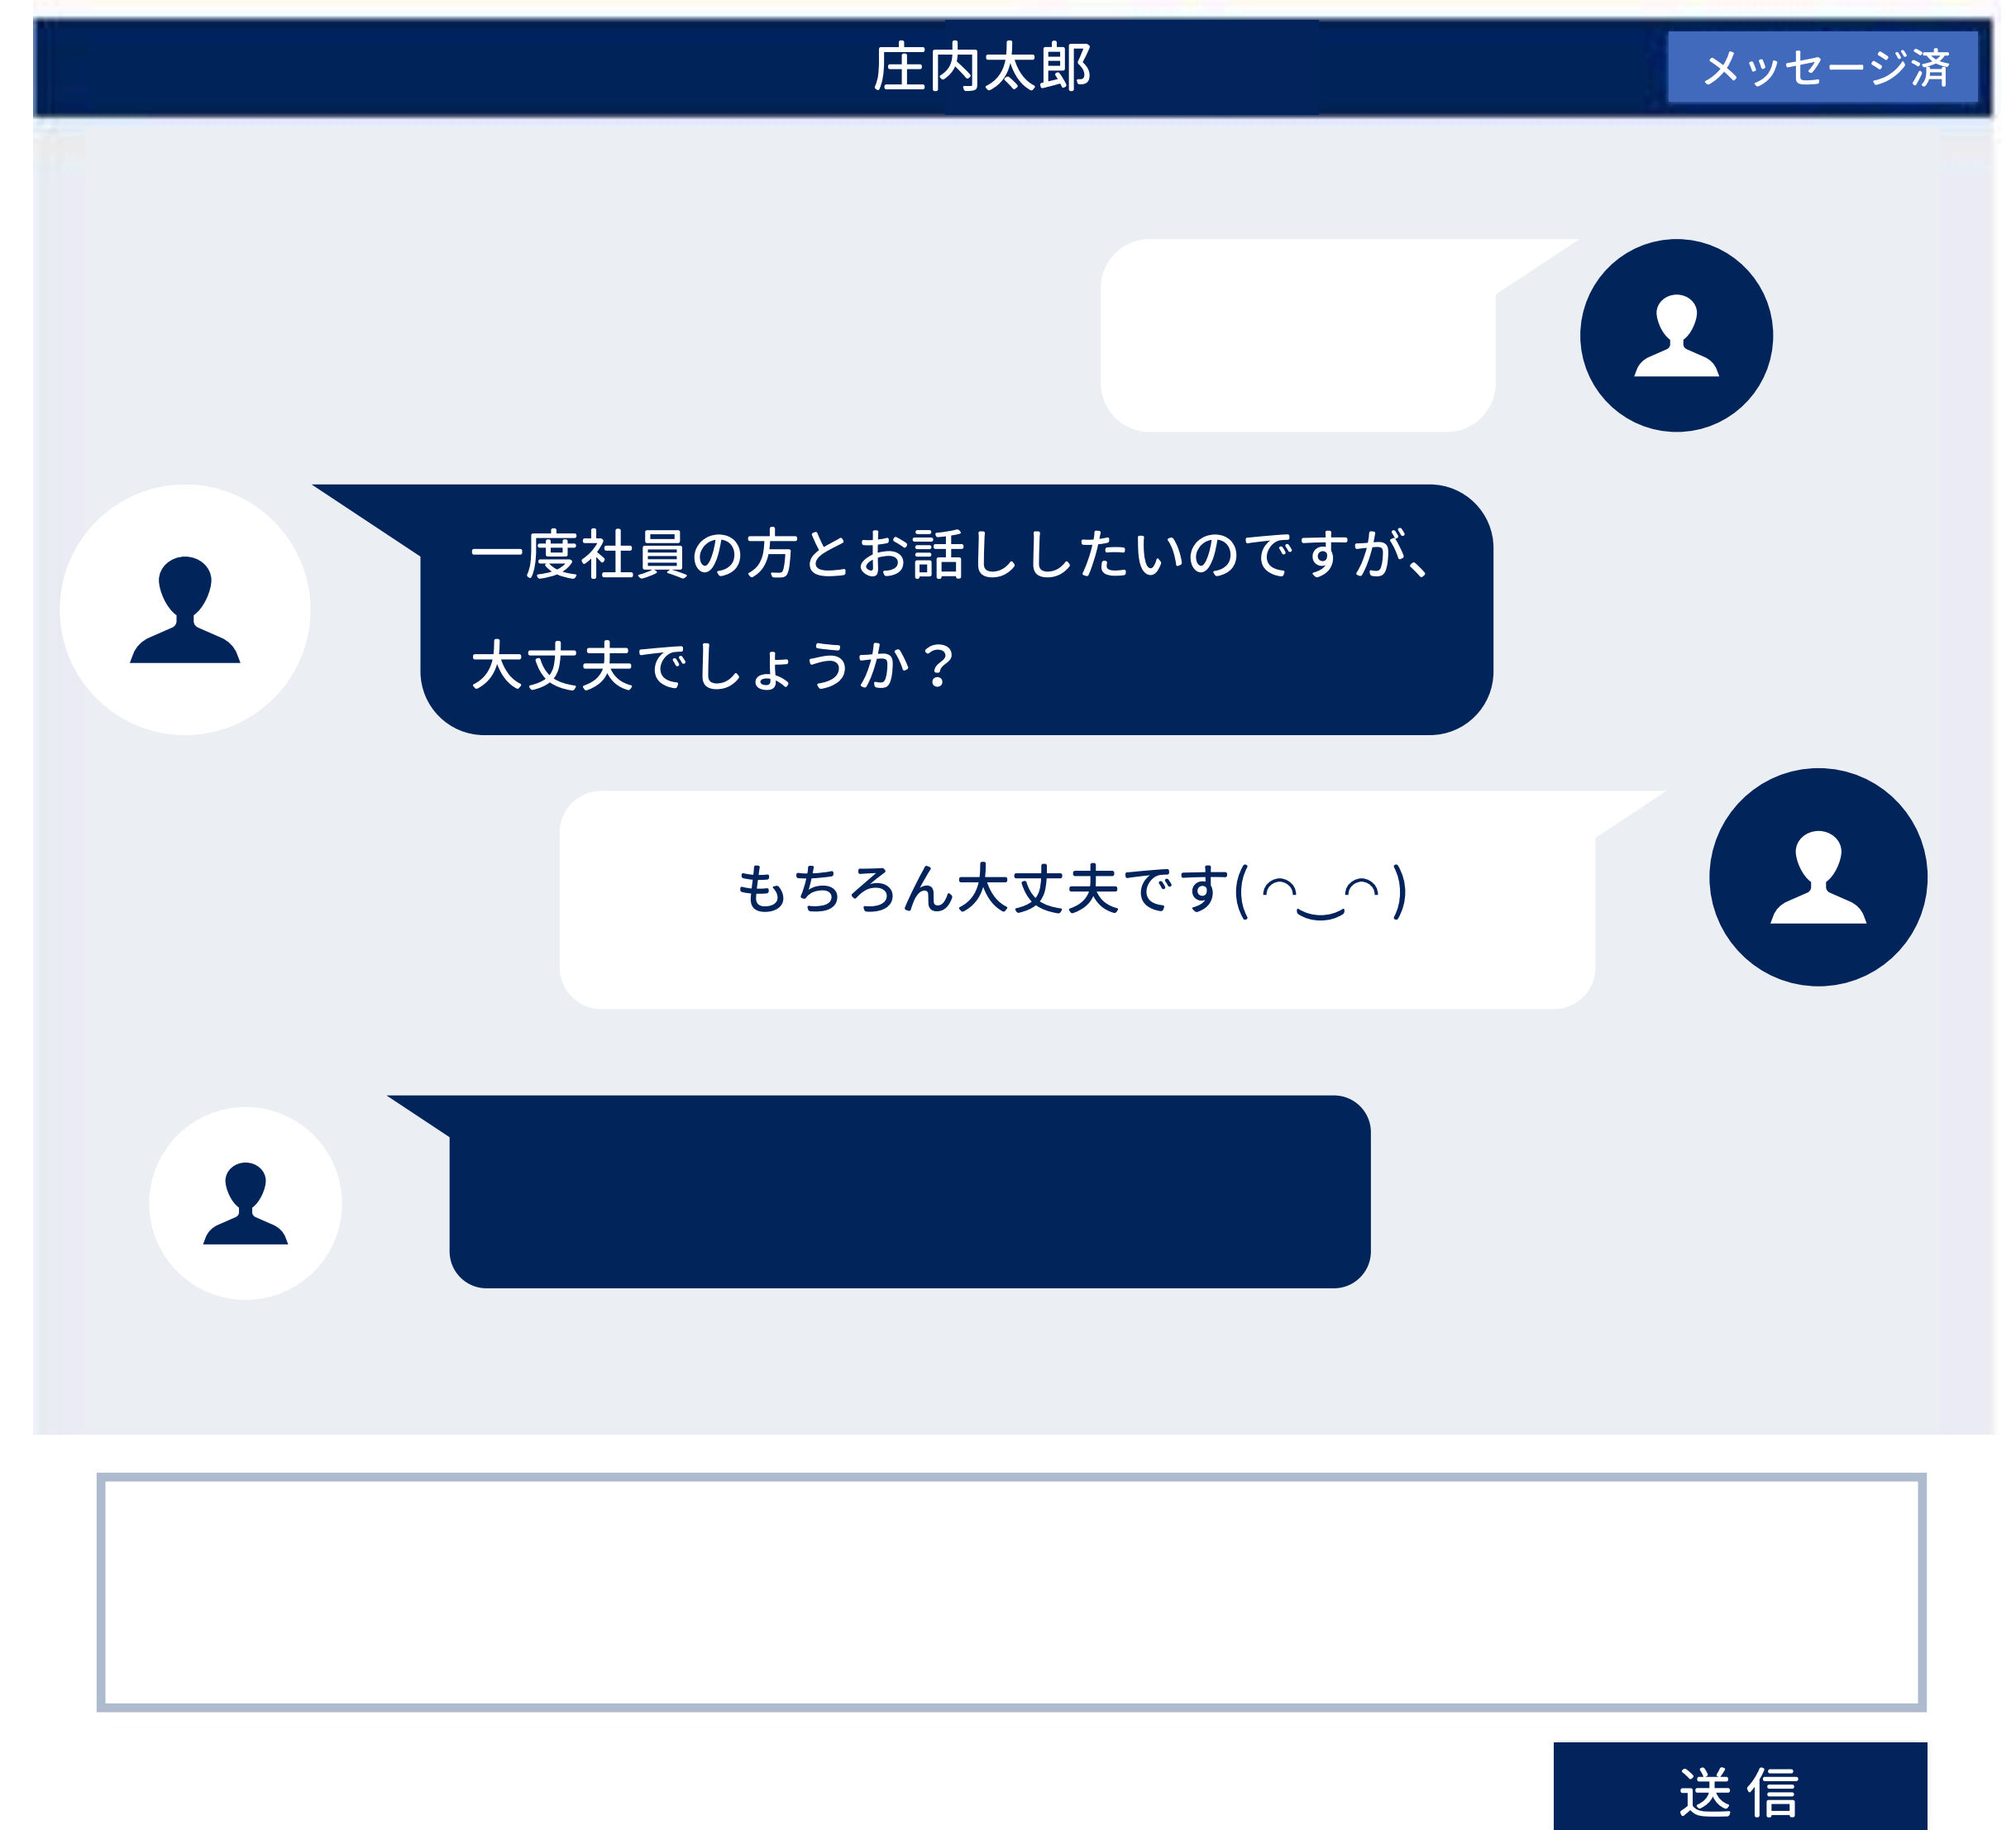 庄内太郎
メッセージ済
一度社員の方とお話ししたいのですが、
大丈夫でしょうか？
もちろん大丈夫です(◠‿◠)
送信